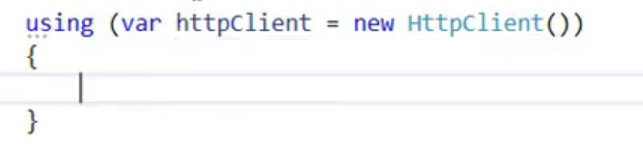 using (var httpClient = new HttpClient())
{
}